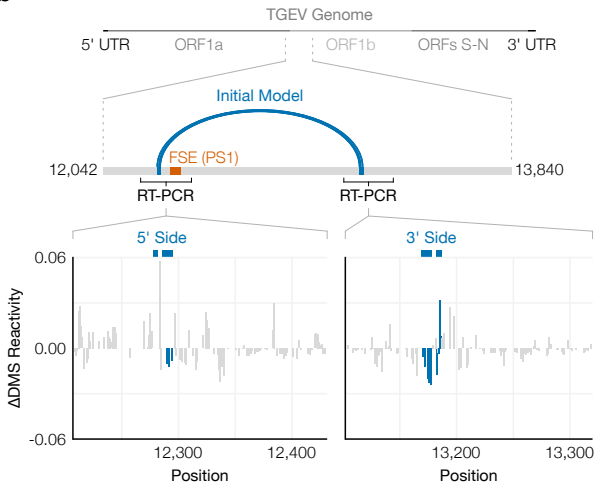 TGEV Genome
5' UTR ORF1a ORF1b ORFs S-N 3' UTR
Initial Model
12,042 FSE (PS1) 13,840
RT-PCR RT-PCR
5' Side 3' Side
0.06
0.00
-0.06
ΔDMS Reactivity
12,300 12,400 13,200 13,300
Position Position